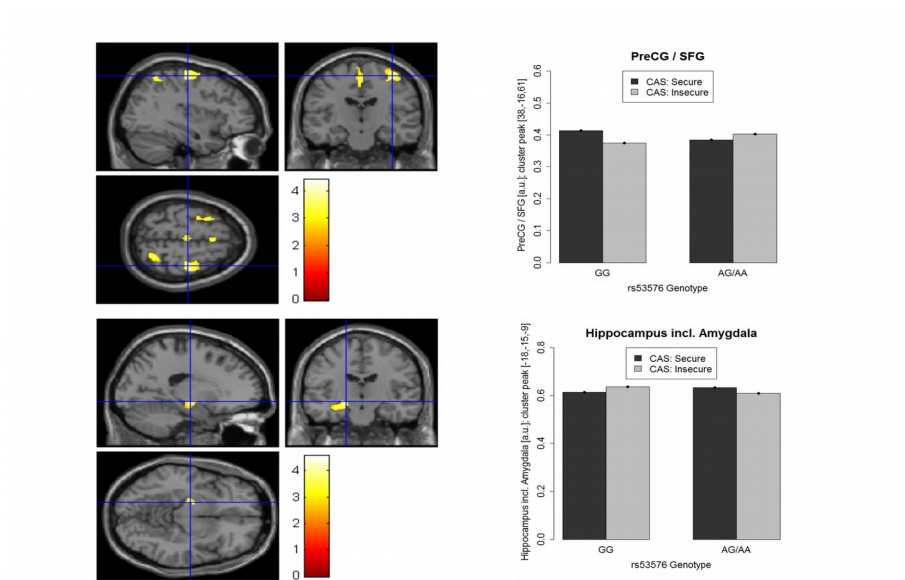 PreCG / SFG
PreCG / SFG [a.u.]; cluster peak [38,-16,61]
0.6
0.5
0.4
0.3
0.2
0.1
0.0
CAS: Secure
CAS: Insecure
GG
AG/AA
rs53576 Genotype
4
3
2
1
0
Hippocampus incl. Amygdala
Hippocampus incl. Amygdala [a.u.]; cluster peak [-18,-15,-9]
0.8
0.6
0.4
0.2
0.0
CAS: Secure
CAS: Insecure
GG
AG/AA
rs53576 Genotype
4
3
2
1
0